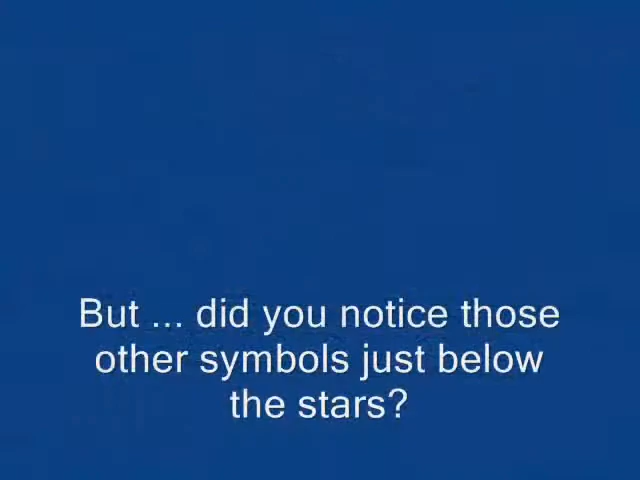 But ... did you notice those
other symbols just below
the stars?